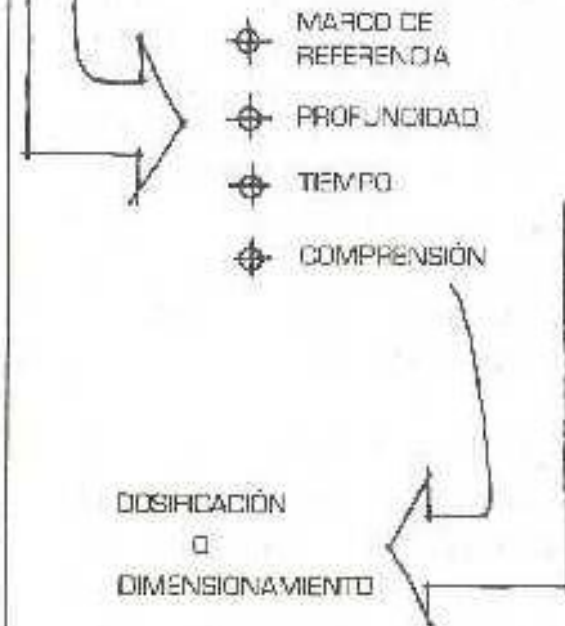 MARCO DE
REFERENCIA
PROFUNDIDAD
TIEMPO
COMPRENSIÓN
DOSIFICACIÓN
O
DIMENSIONAMIENTO